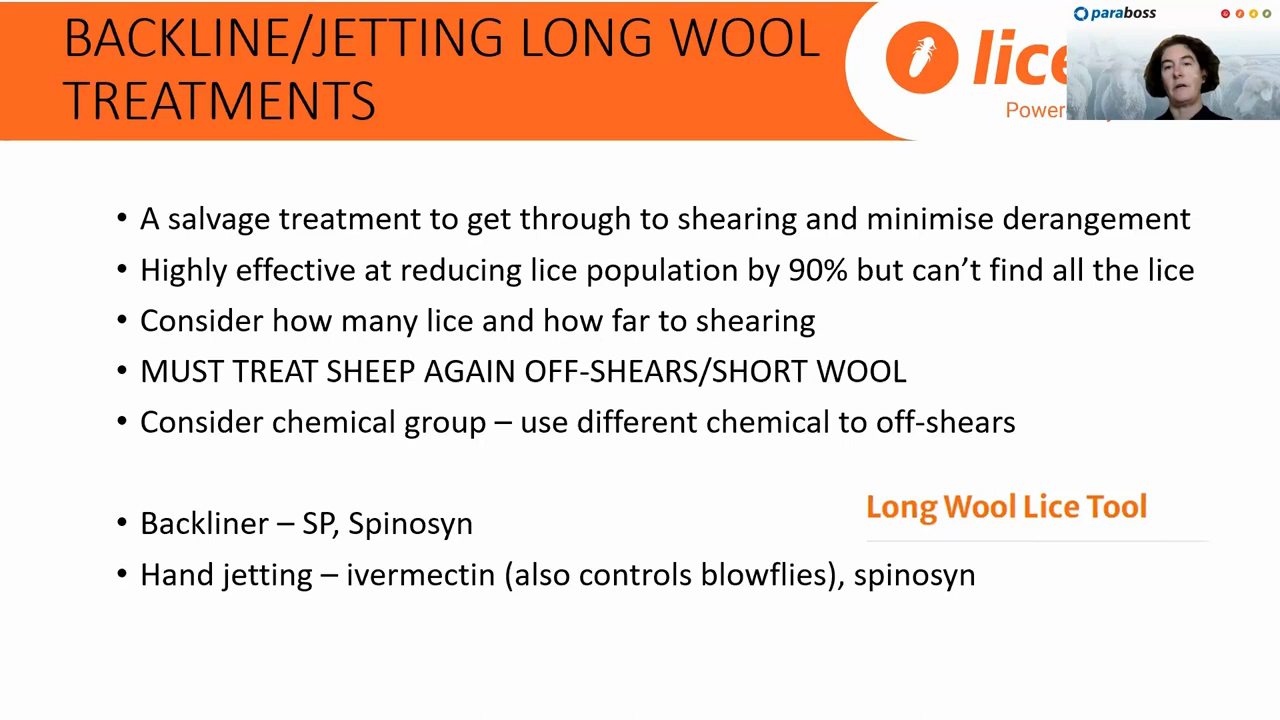 BACKLINE/JETTING LONG WOOL
TREATMENTS
lice
Power
paraboss
• A salvage treatment to get through to shearing and minimise derangement
• Highly effective at reducing lice population by 90% but can’t find all the lice
• Consider how many lice and how far to shearing
• MUST TREAT SHEEP AGAIN OFF-SHEARS/SHORT WOOL
• Consider chemical group – use different chemical to off-shears
• Backliner – SP, Spinosyn
Long Wool Lice Tool
• Hand jetting – ivermectin (also controls blowflies), spinosyn